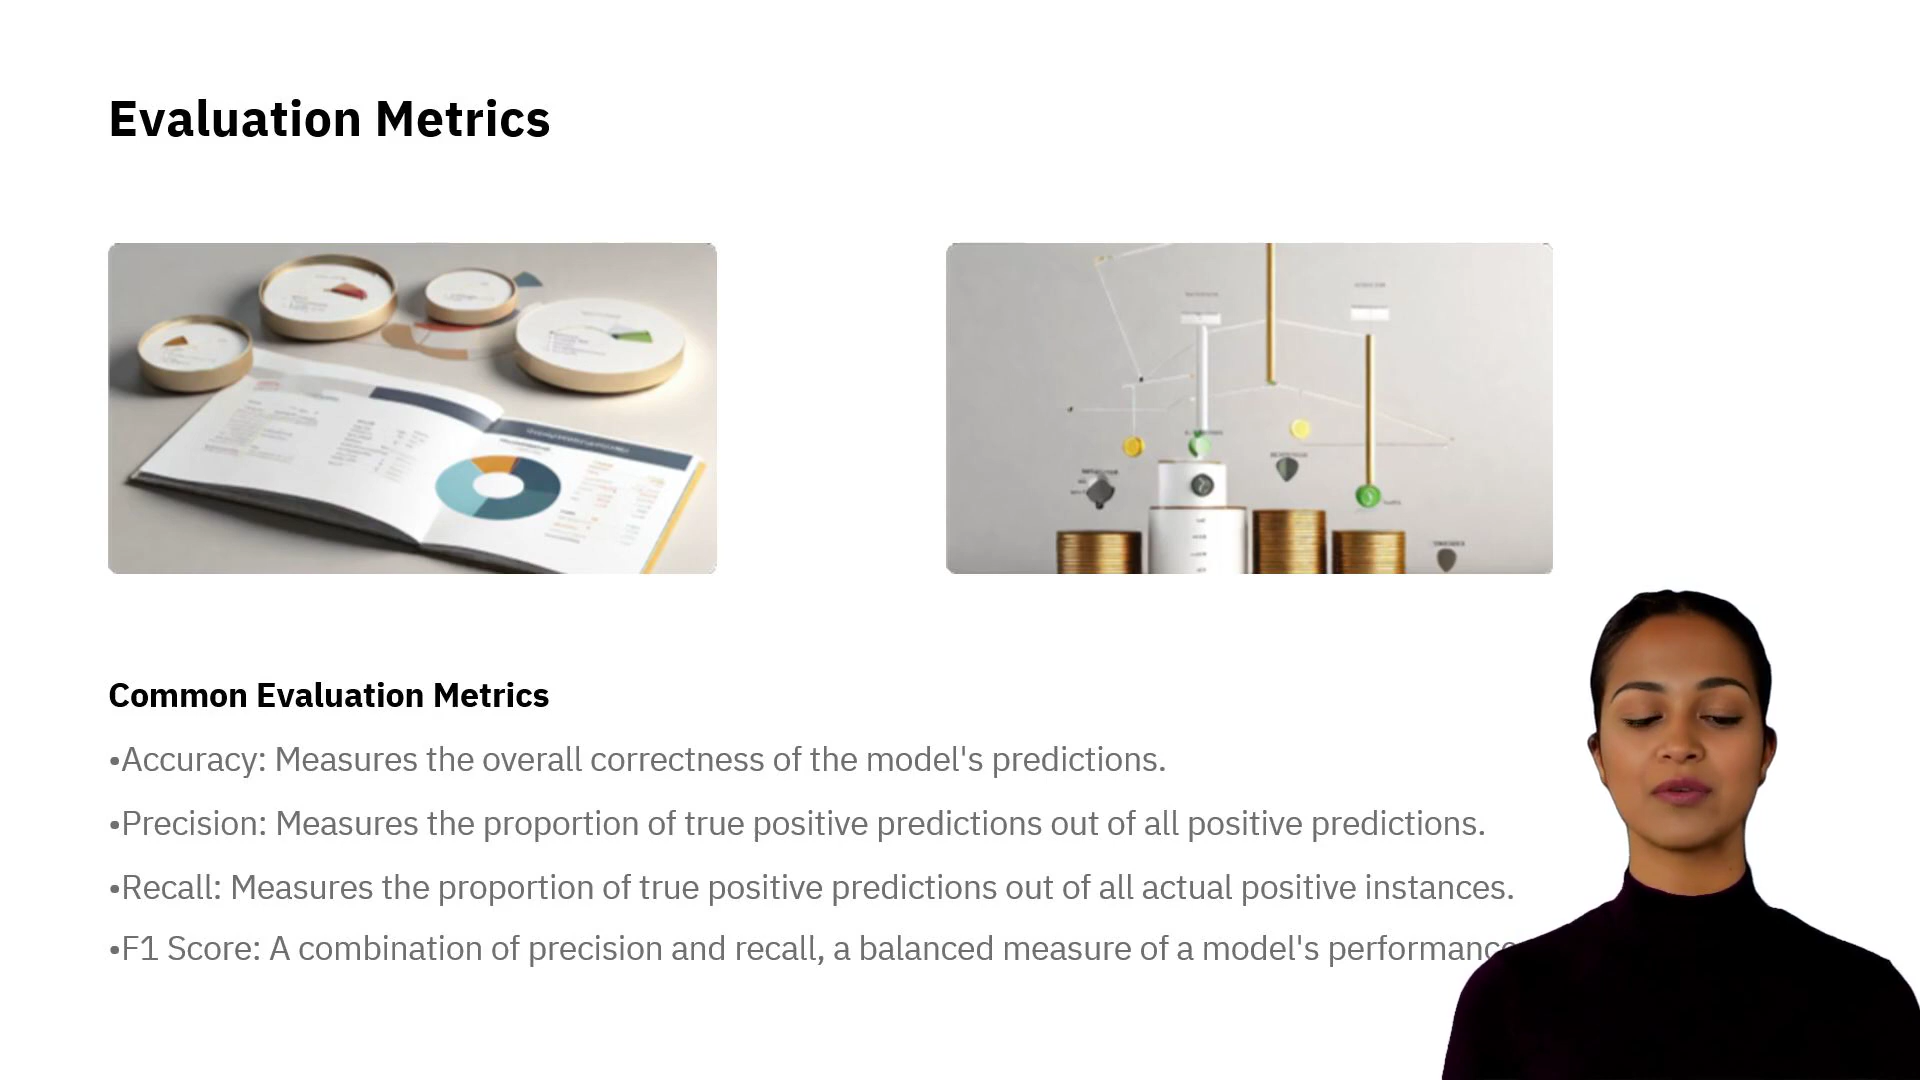 Evaluation Metrics
Common Evaluation Metrics
•Accuracy: Measures the overall correctness of the model's predictions.
•Precision: Measures the proportion of true positive predictions out of all positive predictions.
•Recall: Measures the proportion of true positive predictions out of all actual positive instances.
•F1 Score: A combination of precision and recall, a balanced measure of a model's performanc